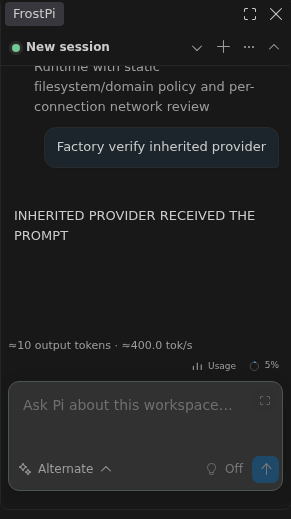 FrostPi
New session
Runtime with static
filesystem/domain policy and per-
connection network review
Factory verify inherited provider
INHERITED PROVIDER RECEIVED THE
PROMPT
≈10 output tokens · ≈400.0 tok/s
Usage
5%
Ask Pi about this workspace...
Alternate
Off